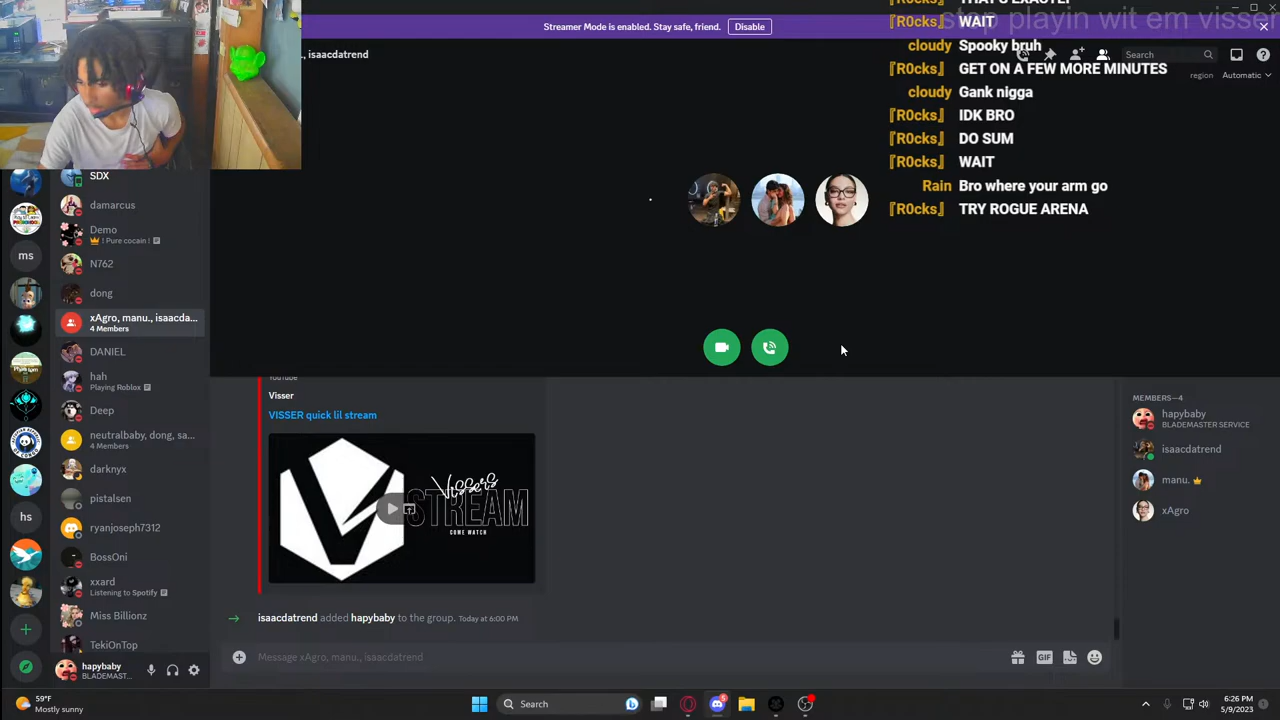 THAT'S EXACTLY
Streamer Mode is enabled. Stay safe, friend. Disable
stop playin wit em visse
『R0cks』 WAIT
cloudy Spooky bruh
., isaacdatrend
Search
『R0cks』 GET ON A FEW MORE MINUTES
region Automatic
cloudy Gank nigga
『R0cks』 IDK BRO
『R0cks』 DO SUM
『R0cks』 WAIT
Rain Bro where your arm go
『R0cks』 TRY ROGUE ARENA
SDX
damarcus
Demo
! Pure cocain !
ms
N762
dong
xAgro, manu., isaacda...
4 Members
DANIEL
hah
Playing Roblox
Deep
neutralbaby, dong, sa...
4 Members
darknyx
pistalsen
hs
ryanjoseph7312
BossOni
xxard
Listening to Spotify
Miss Billionz
TekiOnTop
hapybaby
BLADEMAST...
YouTube
Visser
VISSER quick lil stream
Visser's
STREAM
COME WATCH
isaacdatrend added hapybaby to the group. Today at 6:00 PM
Message xAgro, manu., isaacdatrend
GIF
MEMBERS—4
hapybaby
BLADEMASTER SERVICE
isaacdatrend
manu.
xAgro
59°F
Mostly sunny
Search
6:26 PM
5/9/2023